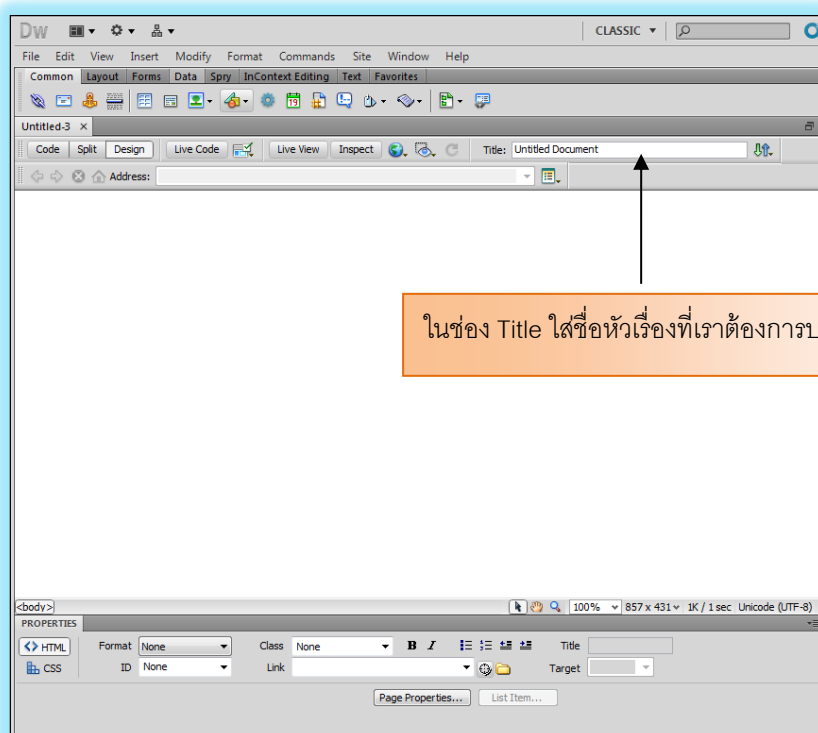 Dw CLASSIC
File Edit View Insert Modify Format Commands Site Window Help
Common Layout Forms Data Spry InContext Editing Text Favorites
Untitled-3 ×
Code Split Design Live Code Live View Inspect Title: Untitled Document
Address:
ในช่อง Title ใส่ชื่อหัวเรื่องที่เราต้องการบ
<body> 100% 857 x 431 1K / 1 sec Unicode (UTF-8)
PROPERTIES
<> HTML Format None Class None B I Title
CSS ID None Link Target
Page Properties... List Item...